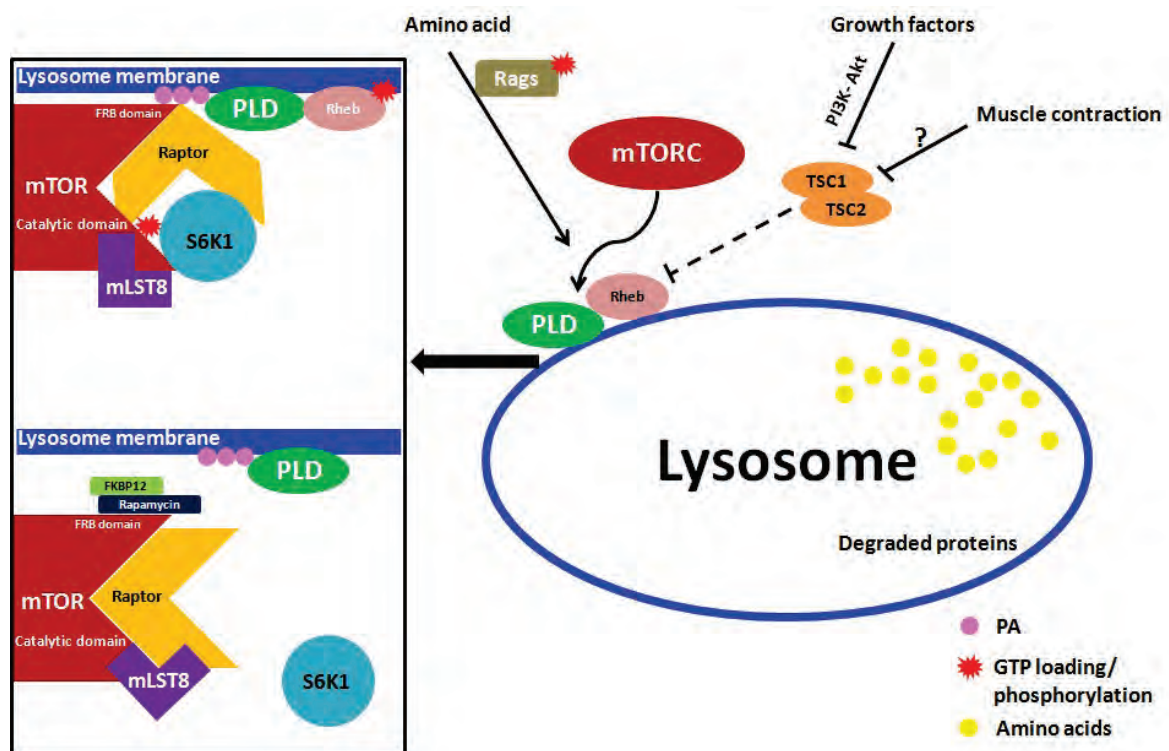 Lysosome membrane
FRB domain
PLD
Rheb
Raptor
mTOR
Catalytic domain
S6K1
mLST8
Lysosome membrane
PLD
FKBP12
Rapamycin
FRB domain
mTOR
Raptor
Catalytic domain
mLST8
S6K1
Amino acid
Rags
mTORC
Growth factors
PI3K- Akt
Muscle contraction
?
TSC1
TSC2
Rheb
PLD
Lysosome
Degraded proteins
PA
GTP loading/
phosphorylation
Amino acids